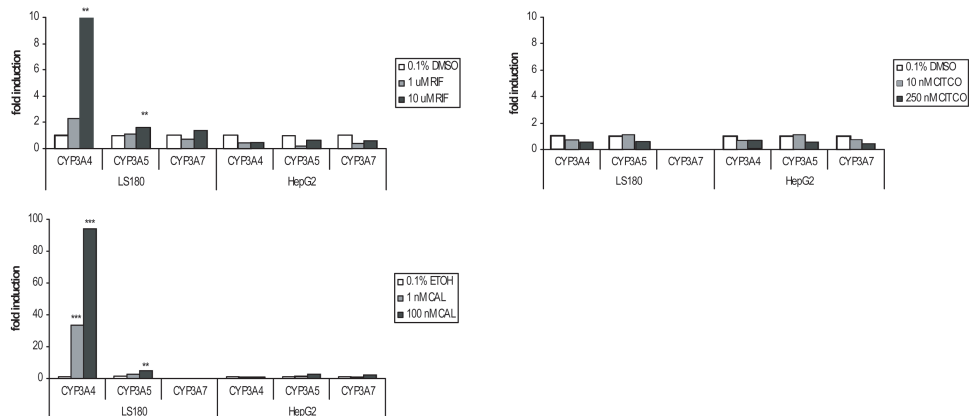 10
**
8
6
4
2
0
fold induction
**
CYP3A4 CYP3A5 CYP3A7 CYP3A4 CYP3A5 CYP3A7
LS180 HepG2
0.1% DMSO
1 uM RIF
10 uM RIF
10
8
6
4
2
0
fold induction
CYP3A4 CYP3A5 CYP3A7 CYP3A4 CYP3A5 CYP3A7
LS180 HepG2
0.1% DMSO
10 nM CITCO
250 nM CITCO
100
80
60
40
20
0
fold induction
***
***
**
CYP3A4 CYP3A5 CYP3A7 CYP3A4 CYP3A5 CYP3A7
LS180 HepG2
0.1% ETOH
1 nM CAL
100 nM CAL